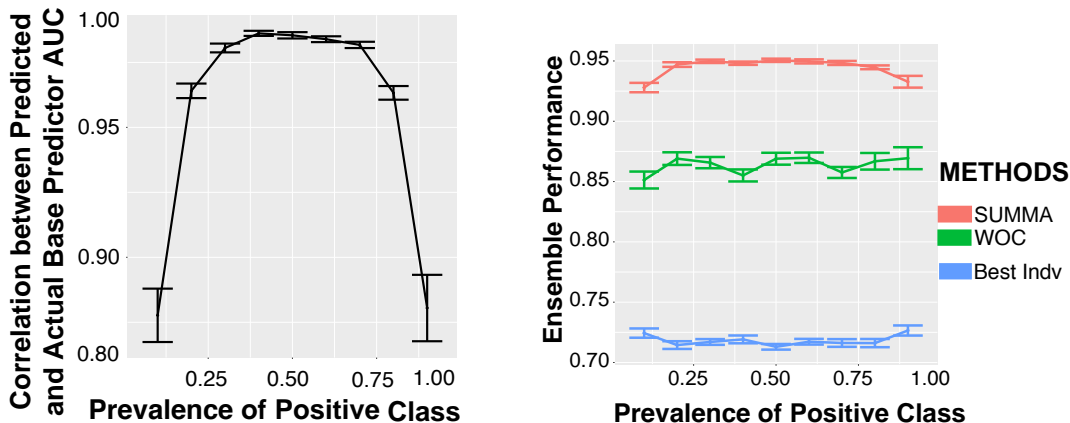 Correlation between Predicted
and Actual Base Predictor AUC
1.00
0.95
0.90
0.80
0.25
0.50
0.75
1.00
Prevalence of Positive Class
Ensemble Performance
0.95
0.90
0.85
0.80
0.75
0.70
0.25
0.50
0.75
1.00
Prevalence of Positive Class
METHODS
SUMMA
WOC
Best Indv